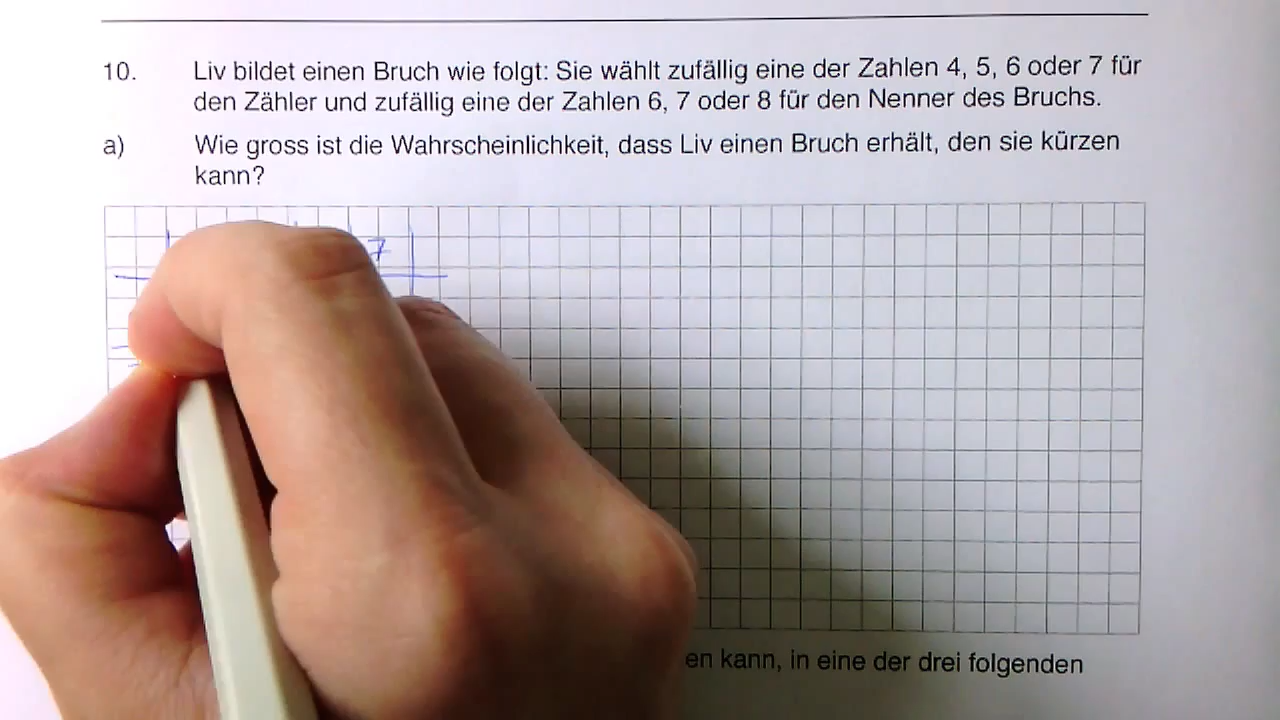 10. Liv bildet einen Bruch wie folgt: Sie wählt zufällig eine der Zahlen 4, 5, 6 oder 7 für
den Zähler und zufällig eine der Zahlen 6, 7 oder 8 für den Nenner des Bruchs.
a) Wie gross ist die Wahrscheinlichkeit, dass Liv einen Bruch erhält, den sie kürzen
kann?
7
en kann, in eine der drei folgenden